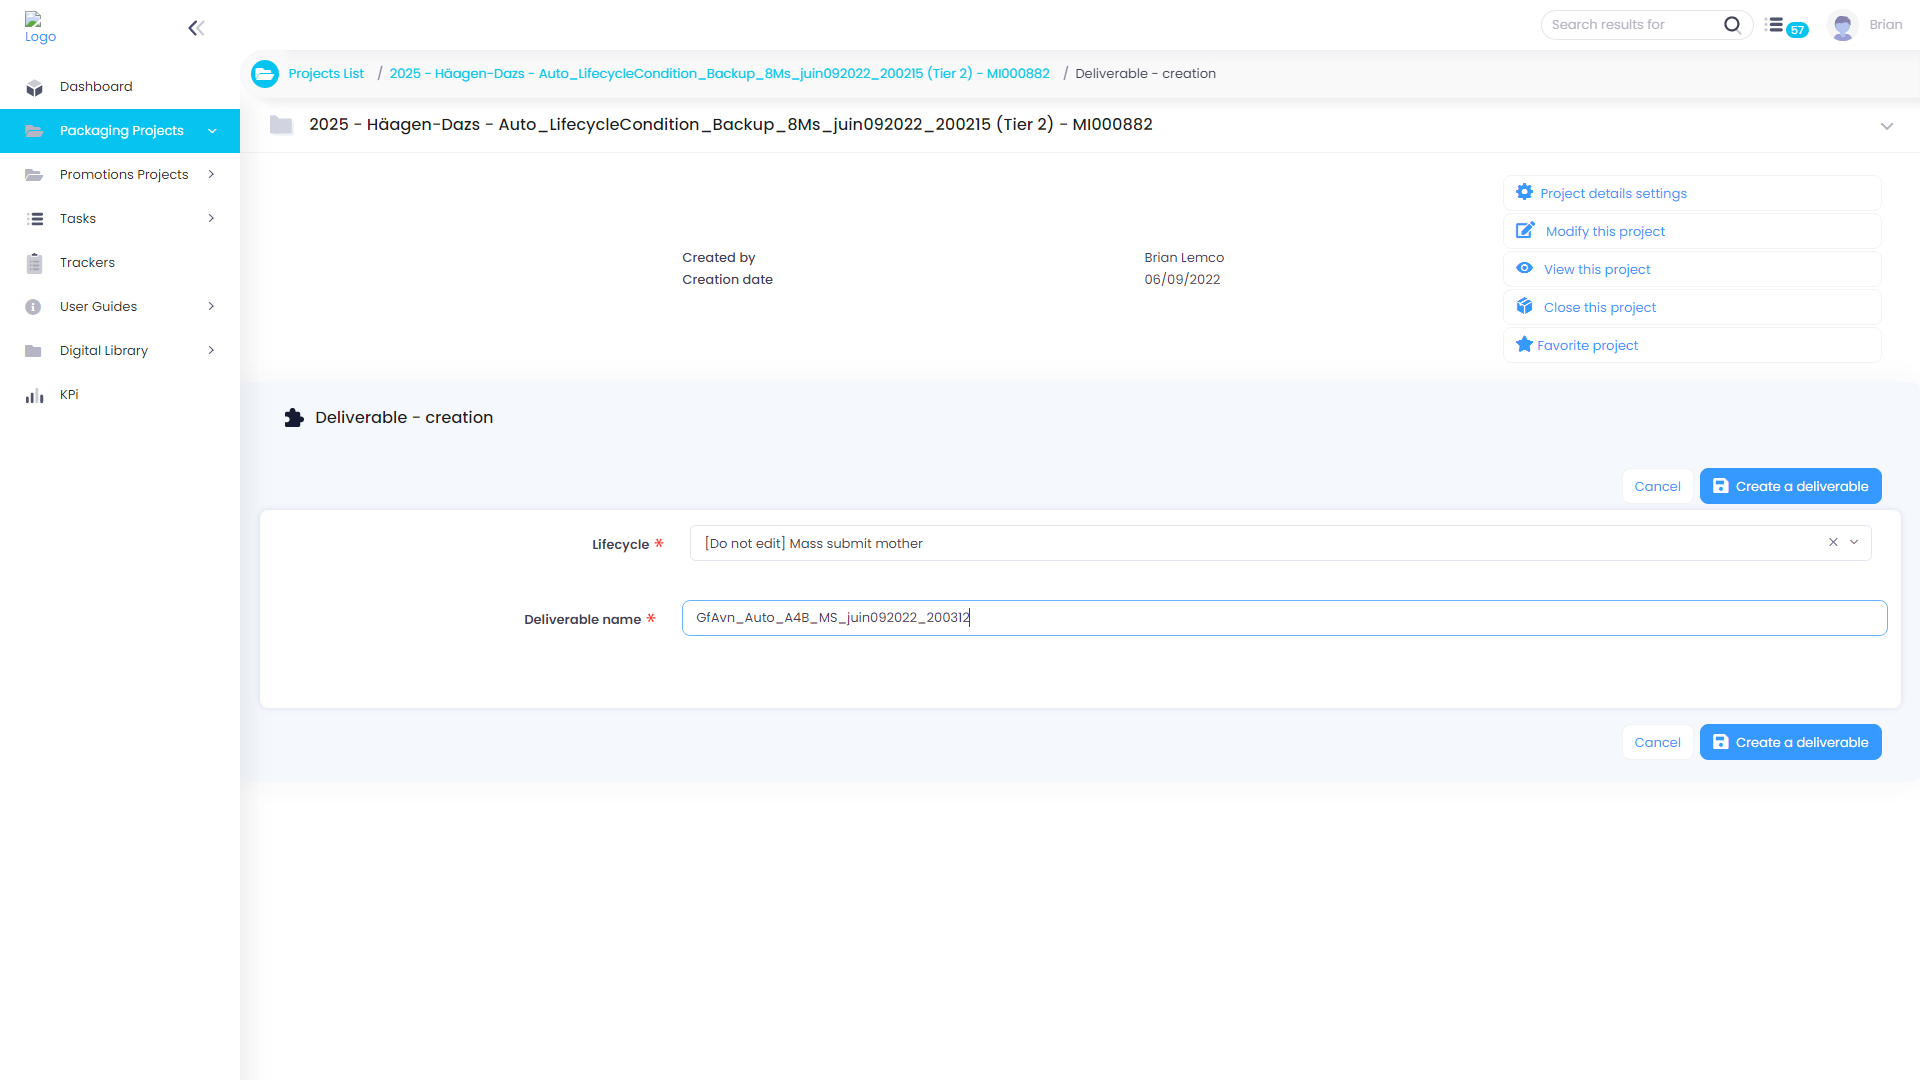 Logo
57
Brian
Dashboard
Packaging Projects
Promotions Projects
Tasks
Trackers
User Guides
Digital Library
KPi
Search results for
Projects List / 2025 - Häagen-Dazs - Auto_LifecycleCondition_Backup_8Ms_juin092022_200215 (Tier 2) - MI000882 / Deliverable - creation
2025 - Häagen-Dazs - Auto_LifecycleCondition_Backup_8Ms_juin092022_200215 (Tier 2) - MI000882
Created by Brian Lemco
Creation date 06/09/2022
Project details settings
Modify this project
View this project
Close this project
Favorite project
Deliverable - creation
Cancel Create a deliverable
Lifecycle * [Do not edit] Mass submit mother
Deliverable name * GfAvn_Auto_A4B_MS_juin092022_200312
Cancel Create a deliverable